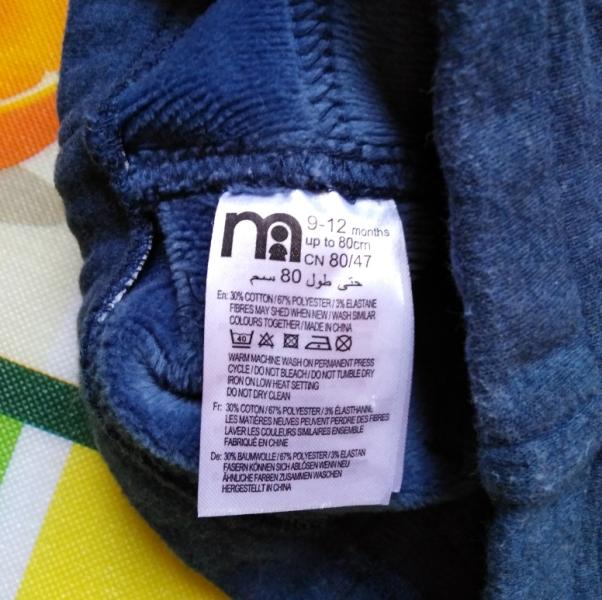 m
9-12 months
up to 80cm
CN 80/47
حتى طول 80 سم
En: 30% COTTON / 67% POLYESTER / 3% ELASTANE
FIBRES MAY SHED WHEN NEW / WASH SIMILAR
COLOURS TOGETHER / MADE IN CHINA
40
WARM MACHINE WASH ON PERMANENT PRESS
CYCLE / DO NOT BLEACH / DO NOT TUMBLE DRY
IRON ON LOW HEAT SETTING
DO NOT DRY CLEAN
Fr: 30% COTON / 67% POLYESTER / 3% ÉLASTHANNE
LES MATIÈRES NEUVES PEUVENT PERDRE DES FIBRES
LAVER LES COULEURS SIMILAIRES ENSEMBLE
FABRIQUÉ EN CHINE
De: 30% BAUMWOLLE / 67% POLYESTER / 3% ELASTAN
FASERN KÖNNEN SICH ABLÖSEN WENN NEU
ÄHNLICHE FARBEN ZUSAMMEN WASCHEN
HERGESTELLT IN CHINA